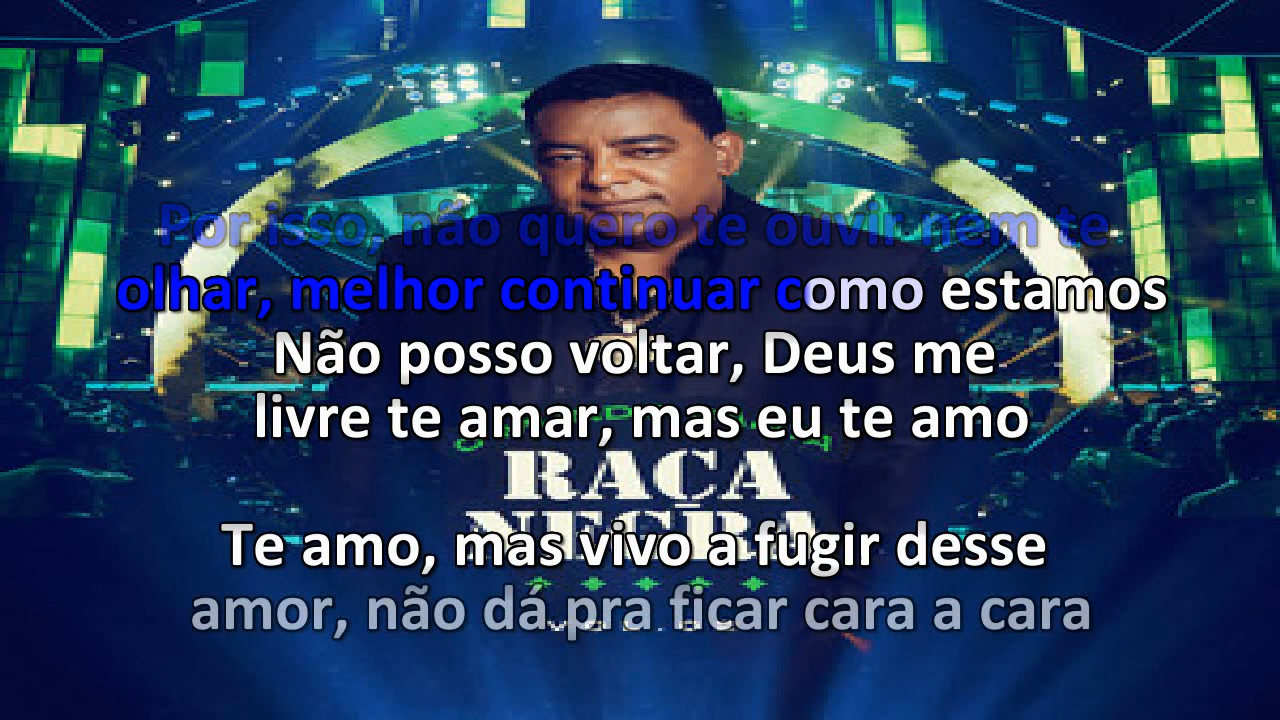 Por isso, não quero te ouvir nem te
olhar, melhor continuar como estamos
Não posso voltar, Deus me
livre te amar, mas eu te amo
RAÇA
NEGRA
Te amo, mas vivo a fugir desse
amor, não dá pra ficar cara a cara